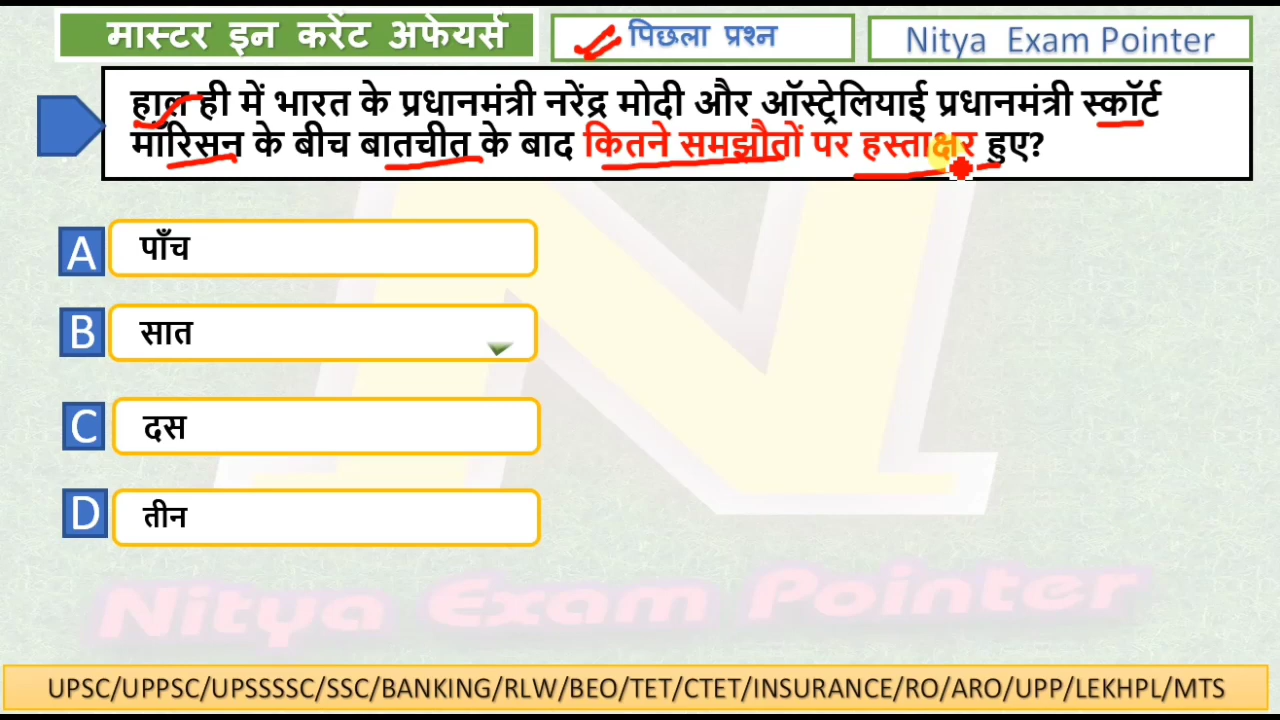 मास्टर इन करेंट अफेयर्स
पिछला प्रश्न
Nitya Exam Pointer
हाल ही में भारत के प्रधानमंत्री नरेंद्र मोदी और ऑस्ट्रेलियाई प्रधानमंत्री स्कॉर्ट
मॉरिसन के बीच बातचीत के बाद कितने समझौतों पर हस्ताक्षर हुए?
A पाँच
B सात
C दस
D तीन
Nitya Exam Pointer
UPSC/UPPSC/UPSSSSC/SSC/BANKING/RLW/BEO/TET/CTET/INSURANCE/RO/ARO/UPP/LEKHPL/MTS